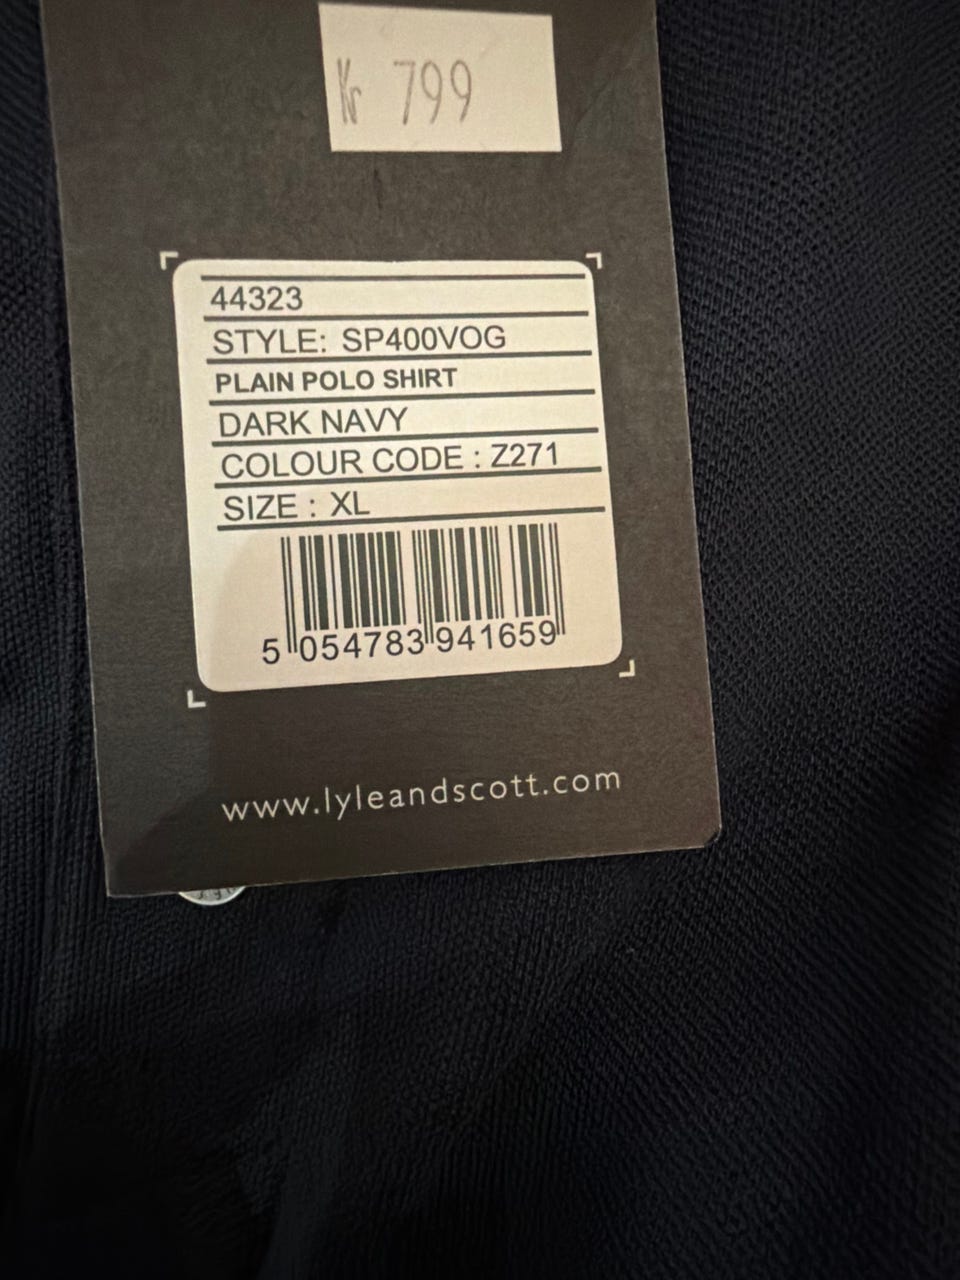 Kr 799
44323
STYLE: SP400VOG
PLAIN POLO SHIRT
DARK NAVY
COLOUR CODE : Z271
SIZE : XL
5 054783 941659
www.lyleandscott.com